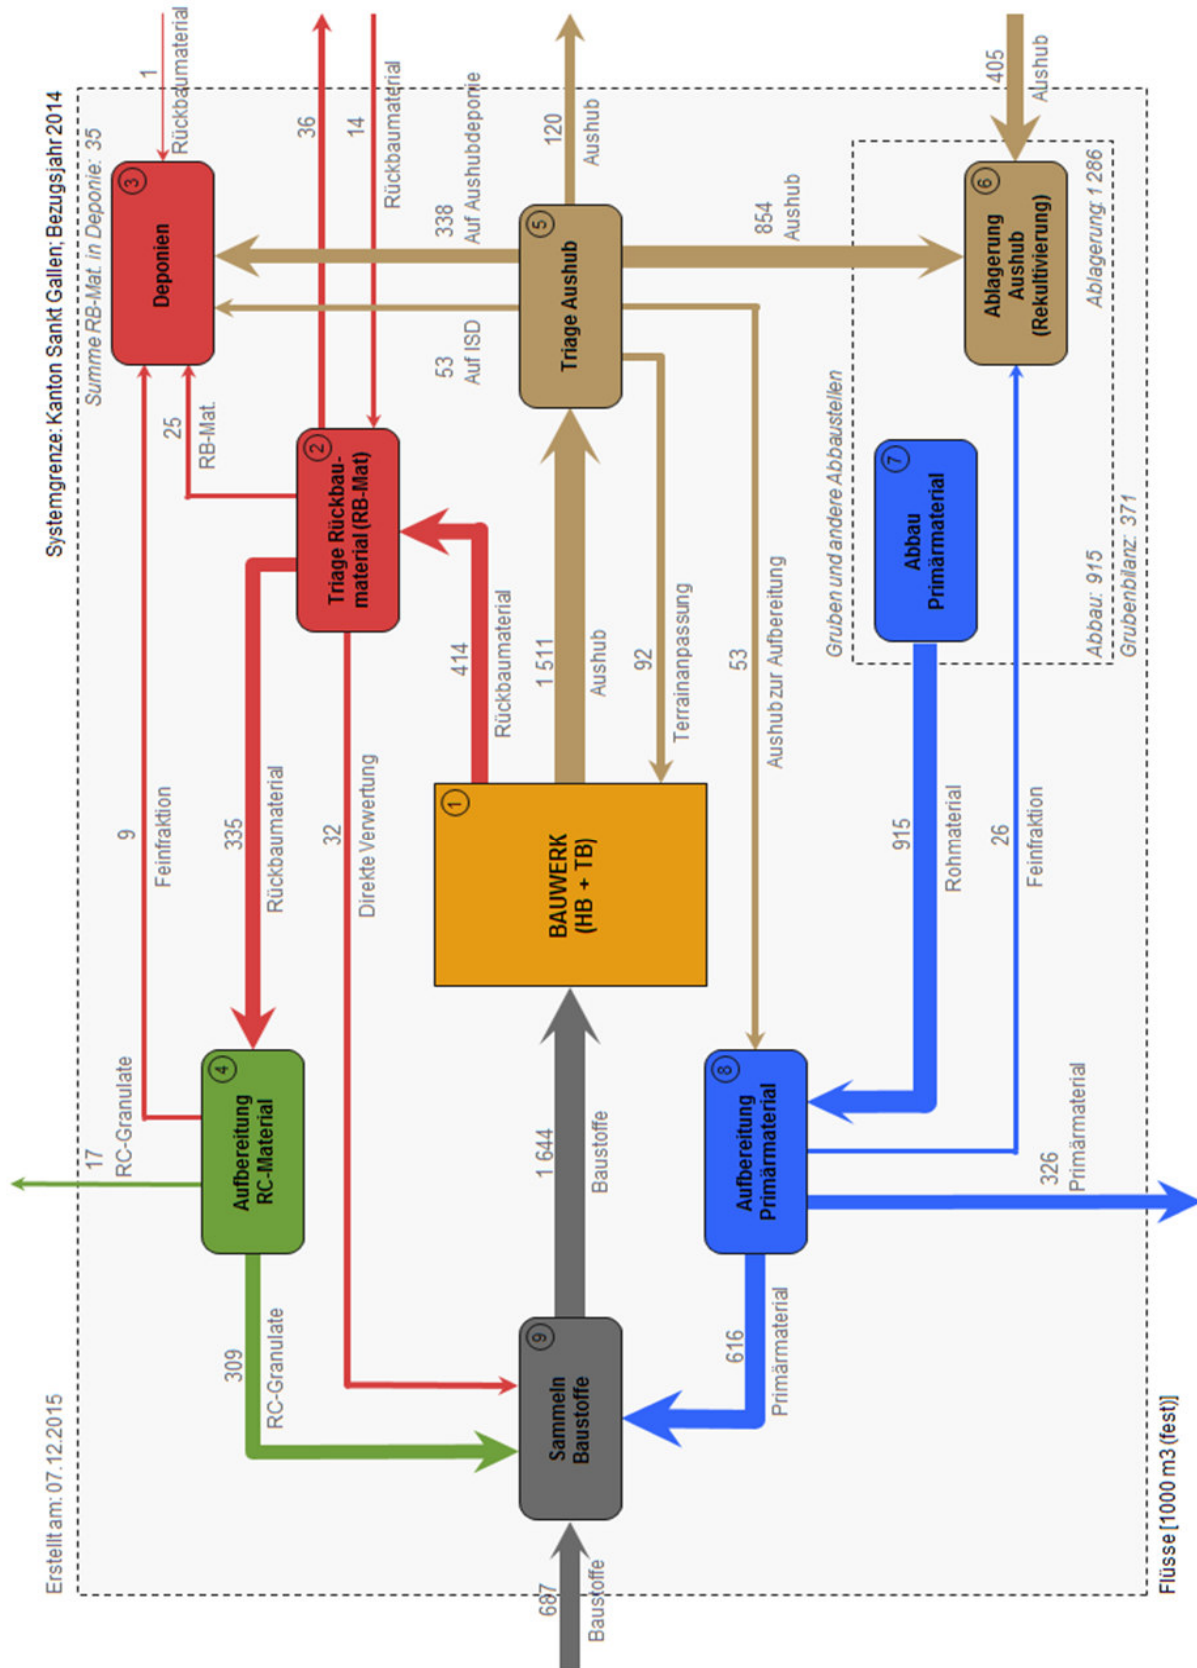 Erstellt am: 07.12.2015
Systemgrenze: Kanton Sankt Gallen; Bezugsjahr 2014
17
RC-Granulate
9
Feinfraktion
Summe RB-Mat. in Deponie: 35
1
Rückbaumaterial
3
Deponien
25
RB-Mat.
4
Aufbereitung
RC-Material
309
RC-Granulate
335
Rückbaumaterial
2
Triage Rückbau-
material (RB-Mat)
36
14
Rückbaumaterial
32
Direkte Verwertung
414
Rückbaumaterial
53
Auf ISD
338
Auf Aushubdeponie
687
Baustoffe
9
Sammeln
Baustoffe
1 644
Baustoffe
1
BAUWERK
(HB + TB)
1 511
Aushub
5
Triage Aushub
120
Aushub
92
Terrainanpassung
53
Aushub zur Aufbereitung
854
Aushub
616
Primärmaterial
8
Aufbereitung
Primärmaterial
Gruben und andere Abbaustellen
915
Rohmaterial
7
Abbau
Primärmaterial
6
Ablagerung
Aushub
(Rekultivierung)
405
Aushub
26
Feinfraktion
326
Primärmaterial
Abbau: 915
Ablagerung: 1 286
Grubenbilanz: 371
Flüsse [1000 m3 (fest)]